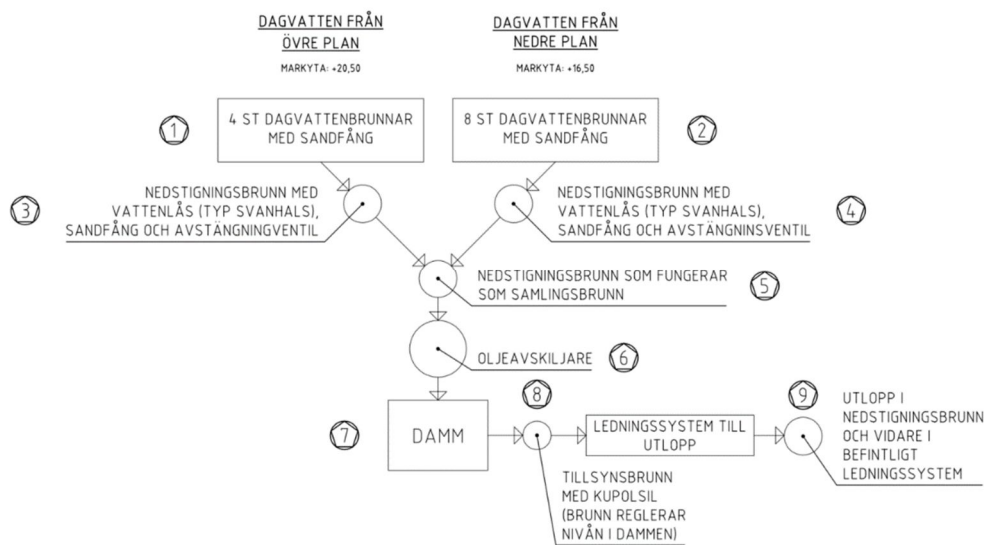 DAGVATTEN FRÅN
ÖVRE PLAN
MARKYTA: +20,50
DAGVATTEN FRÅN
NEDRE PLAN
MARKYTA: +16,50
1
4 ST DAGVATTENBRUNNAR
MED SANDFÅNG
8 ST DAGVATTENBRUNNAR
MED SANDFÅNG
2
3
NEDSTIGNINGSBRUNN MED
VATTENLÅS (TYP SVANHALS),
SANDFÅNG OCH AVSTÄNGNINGVENTIL
NEDSTIGNINGSBRUNN MED
VATTENLÅS (TYP SVANHALS),
SANDFÅNG OCH AVSTÄNGNINSVENTIL
4
NEDSTIGNINGSBRUNN SOM FUNGERAR
SOM SAMLINGSBRUNN
5
OLJEAVSKILJARE
6
7
DAMM
8
TILLSYNSBRUNN
MED KUPOLSIL
(BRUNN REGLERAR
NIVÅN I DAMMEN)
LEDNINGSSYSTEM TILL
UTLOPP
9
UTLOPP I
NEDSTIGNINGSBRUNN
OCH VIDARE I
BEFINTLIGT
LEDNINGSSYSTEM